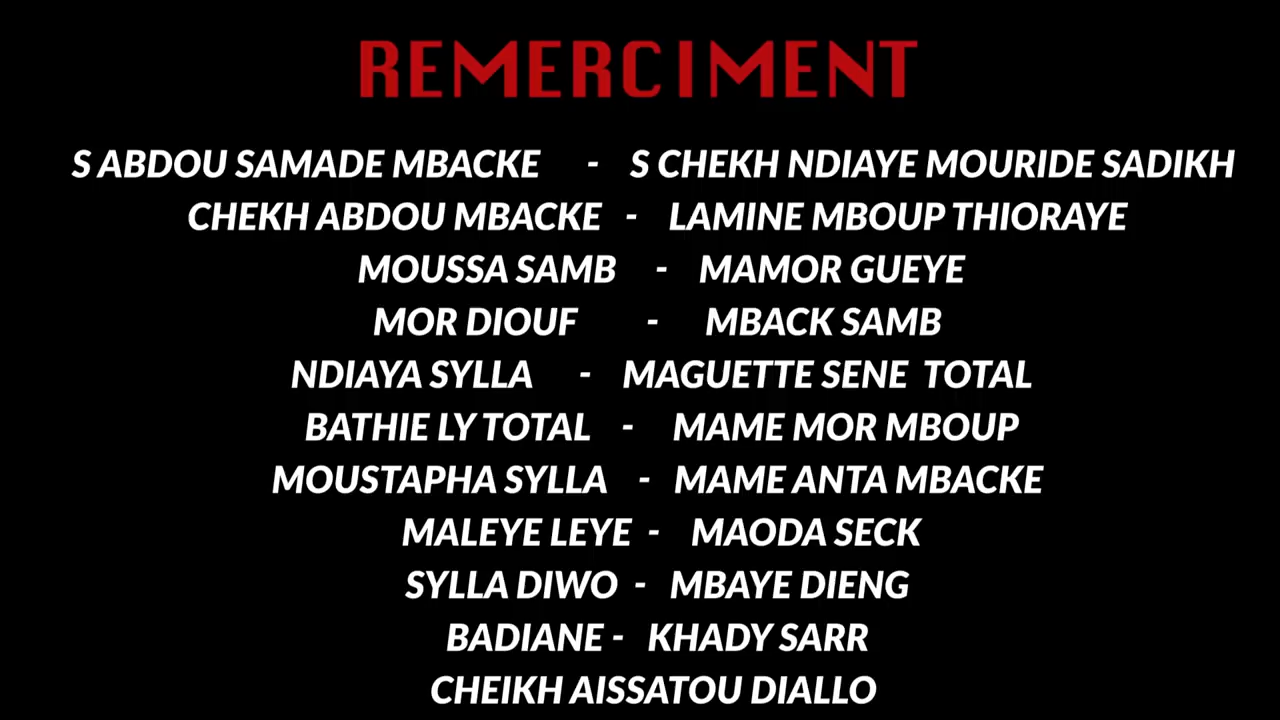 REMERCIMENT
S ABDOU SAMADE MBACKE - S CHEKH NDIAYE MOURIDE SADIKH
CHEKH ABDOU MBACKE - LAMINE MBOUP THIORAYE
MOUSSA SAMB - MAMOR GUEYE
MOR DIOUF - MBACK SAMB
NDIAYA SYLLA - MAGUETTE SENE TOTAL
BATHIE LY TOTAL - MAME MOR MBOUP
MOUSTAPHA SYLLA - MAME ANTA MBACKE
MALEYE LEYE - MAODA SECK
SYLLA DIWO - MBAYE DIENG
BADIANE - KHADY SARR
CHEIKH AISSATOU DIALLO